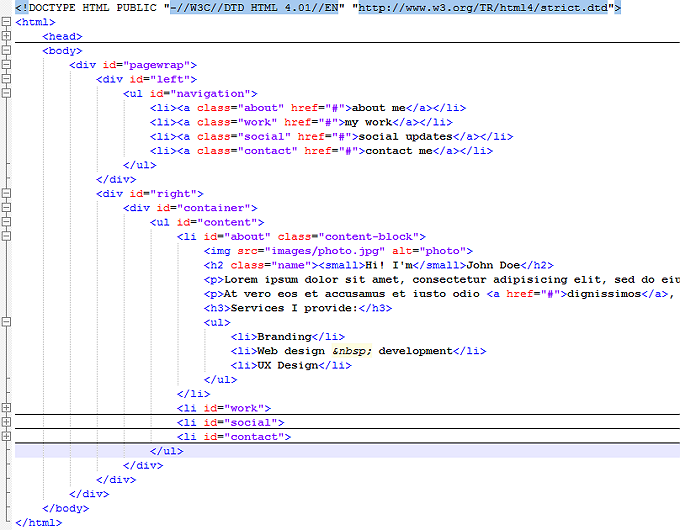 <!DOCTYPE HTML PUBLIC "-//W3C//DTD HTML 4.01//EN" "http://www.w3.org/TR/html4/strict.dtd">
<html>
<head>
<body>
<div id="pagewrap">
<div id="left">
<ul id="navigation">
<li><a class="about" href="#">about me</a></li>
<li><a class="work" href="#">my work</a></li>
<li><a class="social" href="#">social updates</a></li>
<li><a class="contact" href="#">contact me</a></li>
</ul>
</div>
<div id="right">
<div id="container">
<ul id="content">
<li id="about" class="content-block">
<img src="images/photo.jpg" alt="photo">
<h2 class="name"><small>Hi! I'm</small>John Doe</h2>
<p>Lorem ipsum dolor sit amet, consectetur adipisicing elit, sed do eiu
<p>At vero eos et accusamus et iusto odio <a href="#">dignissimos</a>,
<h3>Services I provide:</h3>
<ul>
<li>Branding</li>
<li>Web design &nbsp; development</li>
<li>UX Design</li>
</ul>
</li>
<li id="work">
<li id="social">
<li id="contact">
</ul>
</div>
</div>
</div>
</body>
</html>